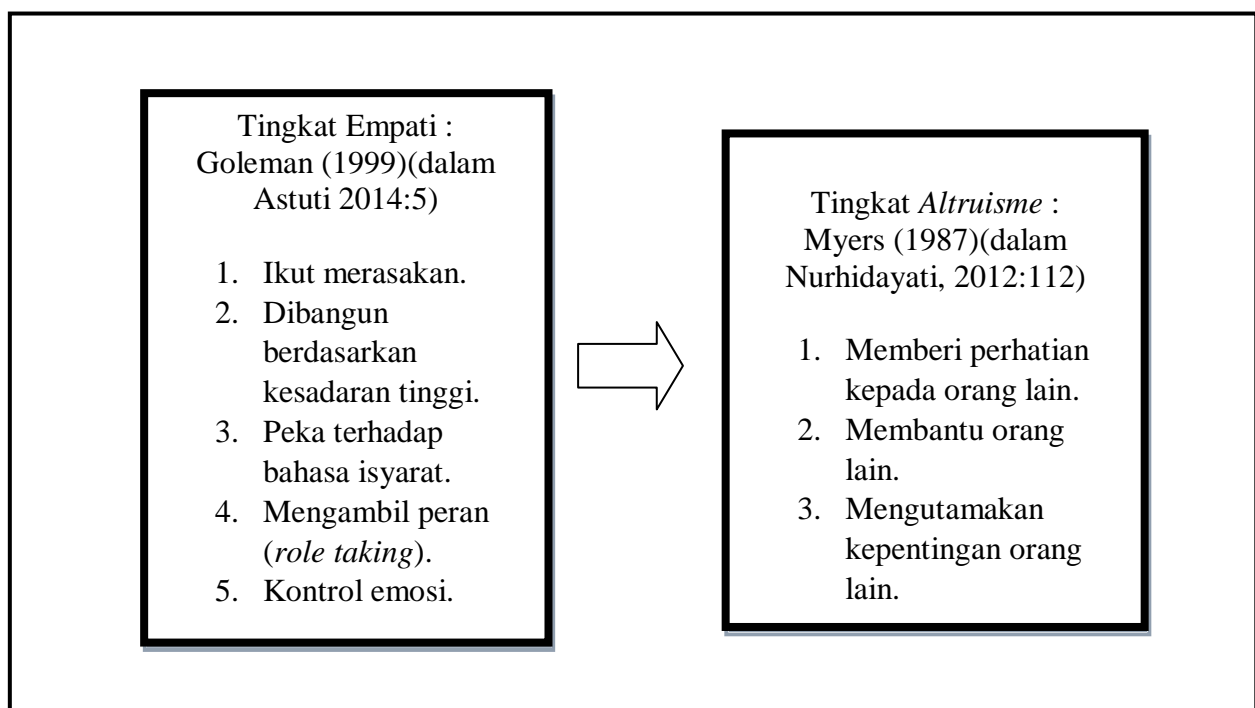 Tingkat Empati :
Goleman (1999)(dalam
Astuti 2014:5)
1. Ikut merasakan.
2. Dibangun
berdasarkan
kesadaran tinggi.
3. Peka terhadap
bahasa isyarat.
4. Mengambil peran
(role taking).
5. Kontrol emosi.
Tingkat Altruisme :
Myers (1987)(dalam
Nurhidayati, 2012:112)
1. Memberi perhatian
kepada orang lain.
2. Membantu orang
lain.
3. Mengutamakan
kepentingan orang
lain.